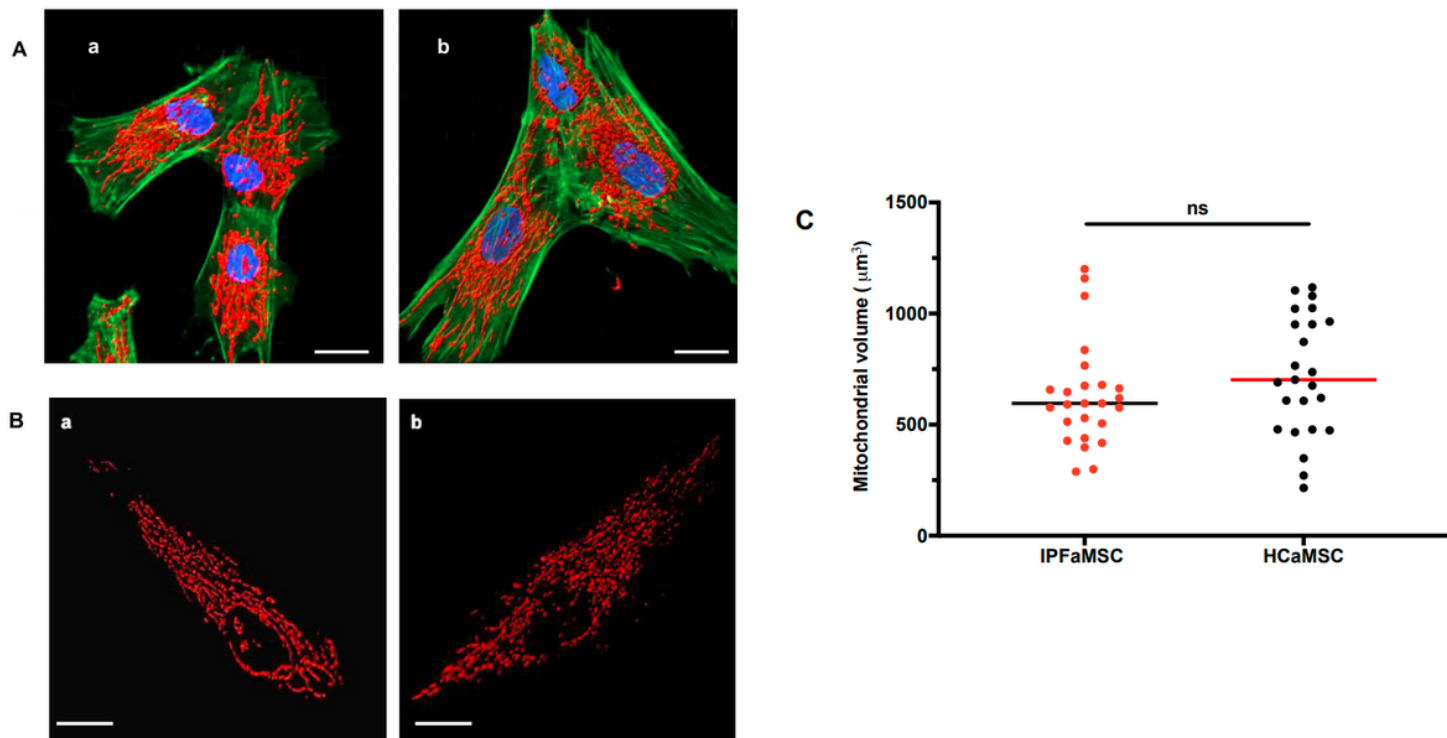 A
a
b
B
a
b
C
ns
Mitochondrial volume ( μm³)
1500
1000
500
0
IPFaMSC
HCaMSC